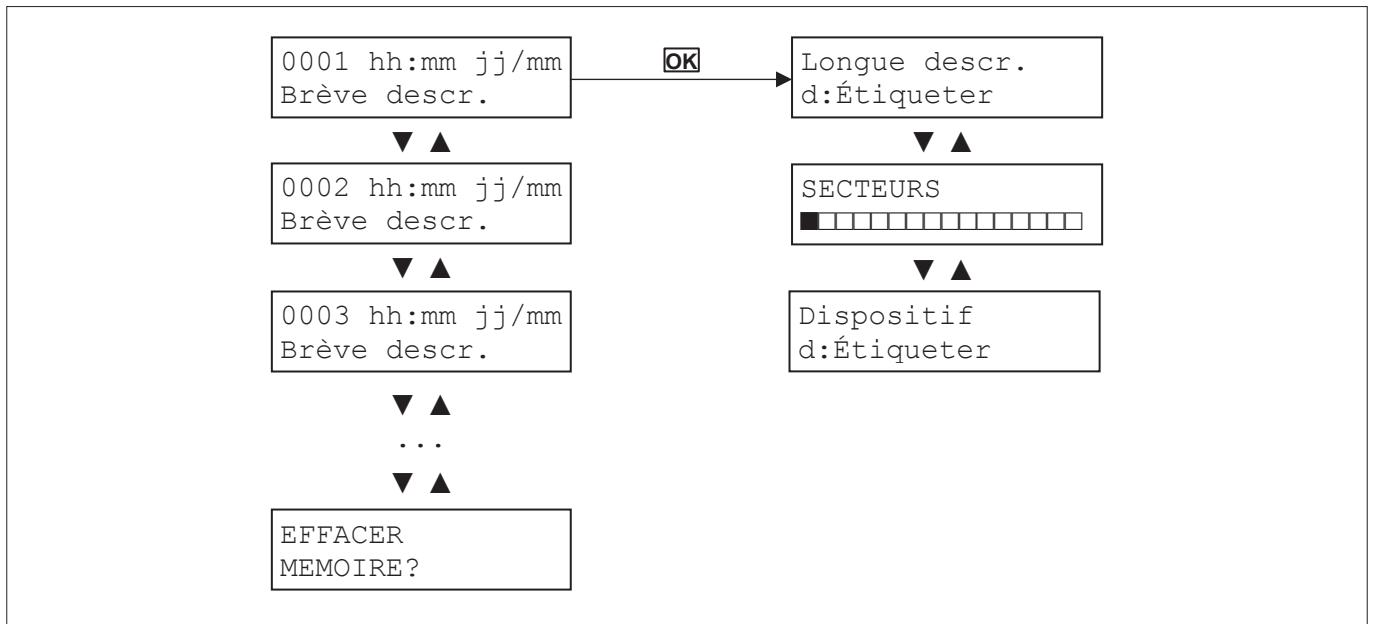 0001 hh:mm jj/mm
Brève descr.
OK
Longue descr.
d:Étiqueter
▼ ▲
▼ ▲
0002 hh:mm jj/mm
Brève descr.
SECTEURS
■□□□□□□□□□□□□□□□
▼ ▲
▼ ▲
0003 hh:mm jj/mm
Brève descr.
Dispositif
d:Étiqueter
▼ ▲
...
▼ ▲
EFFACER
MEMOIRE?